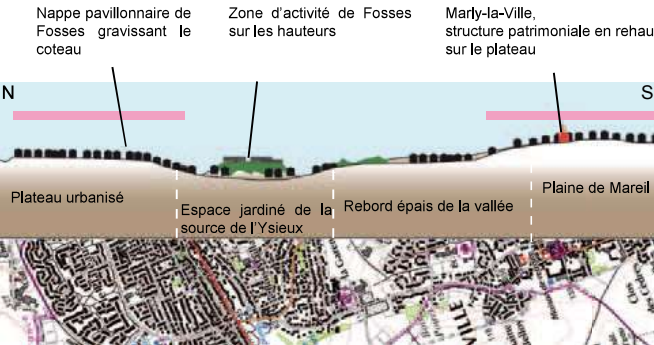 Nappe pavillonnaire de
Fosses gravissant le
coteau
Zone d'activité de Fosses
sur les hauteurs
Marly-la-Ville,
structure patrimoniale en rehau
sur le plateau
N
S
Plateau urbanisé
Espace jardiné de la
source de l'Ysieux
Rebord épais de la vallée
Plaine de Mareil
VILLE